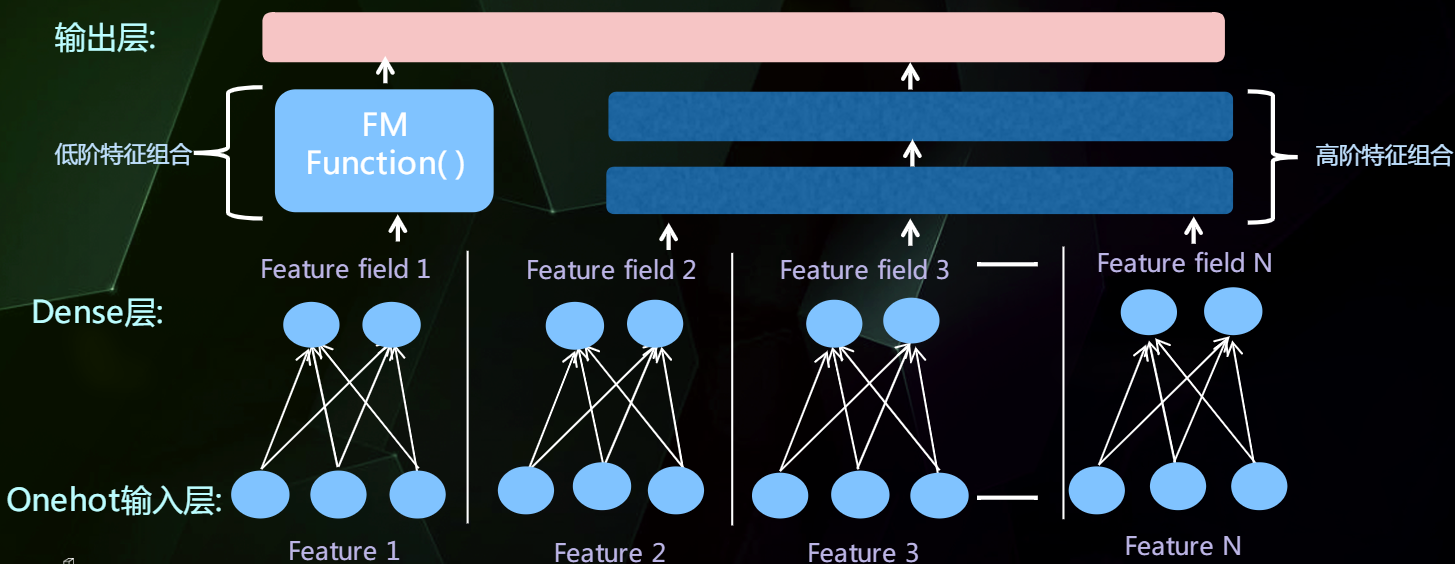 输出层:
FM
Function( )
低阶特征组合
高阶特征组合
Feature field 1
Feature field 2
Feature field 3
Feature field N
Dense层:
Onehot输入层:
Feature 1
Feature 2
Feature 3
Feature N